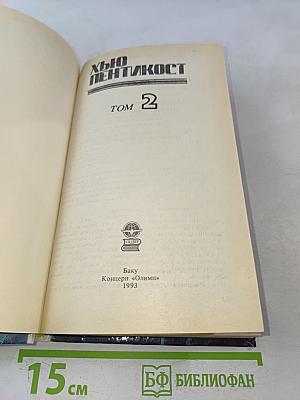 ХЬЮ
ПЕНТИКОСТ
ТОМ 2
Баку
Концерн «Олимп»
1993
15 см
БФ БИБЛИОФАН